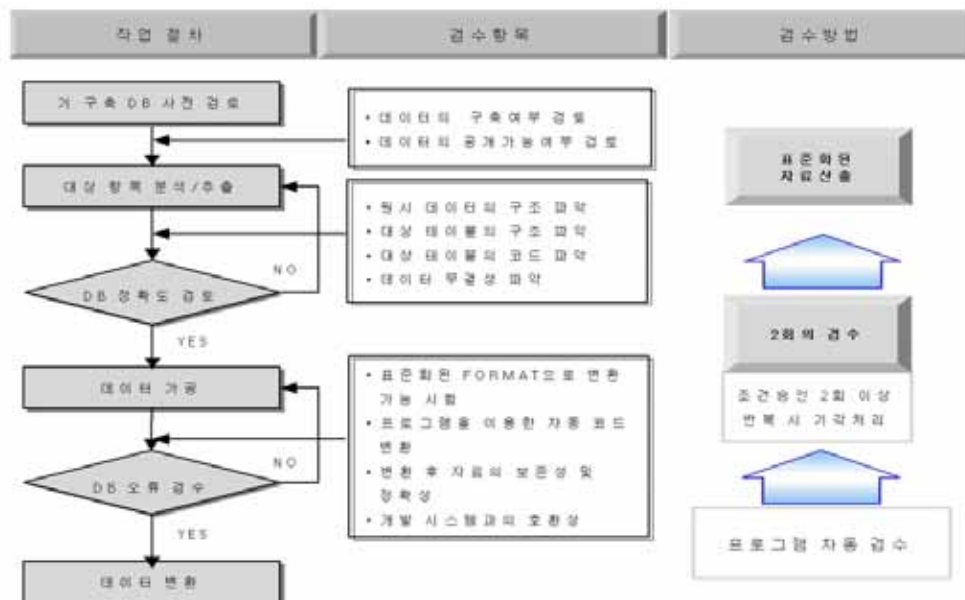 작업 절차
검수항목
검수방법
기 구축 DB 사전 검토
• 데이터의 구축여부 검토
• 데이터의 공개가능여부 검토
대상 항목 분석/추출
• 원시 데이터의 구조 파악
• 대상 테이블의 구조 파악
• 대상 테이블의 코드 파악
• 데이터 무결성 파악
NO
DB 정확도 검토
YES
데이터 가공
• 표준화된 FORMAT으로 변환
가능 시험
• 프로그램을 이용한 자동 코드
변환
• 변환 후 자료의 보존성 및
정확성
• 개발 시스템과의 호환성
NO
DB 오류 검수
YES
데이터 변환
표준화된
자료산출
2회의 검수
조건승인 2회 이상
반복 시 기각처리
프로그램 자동 검수